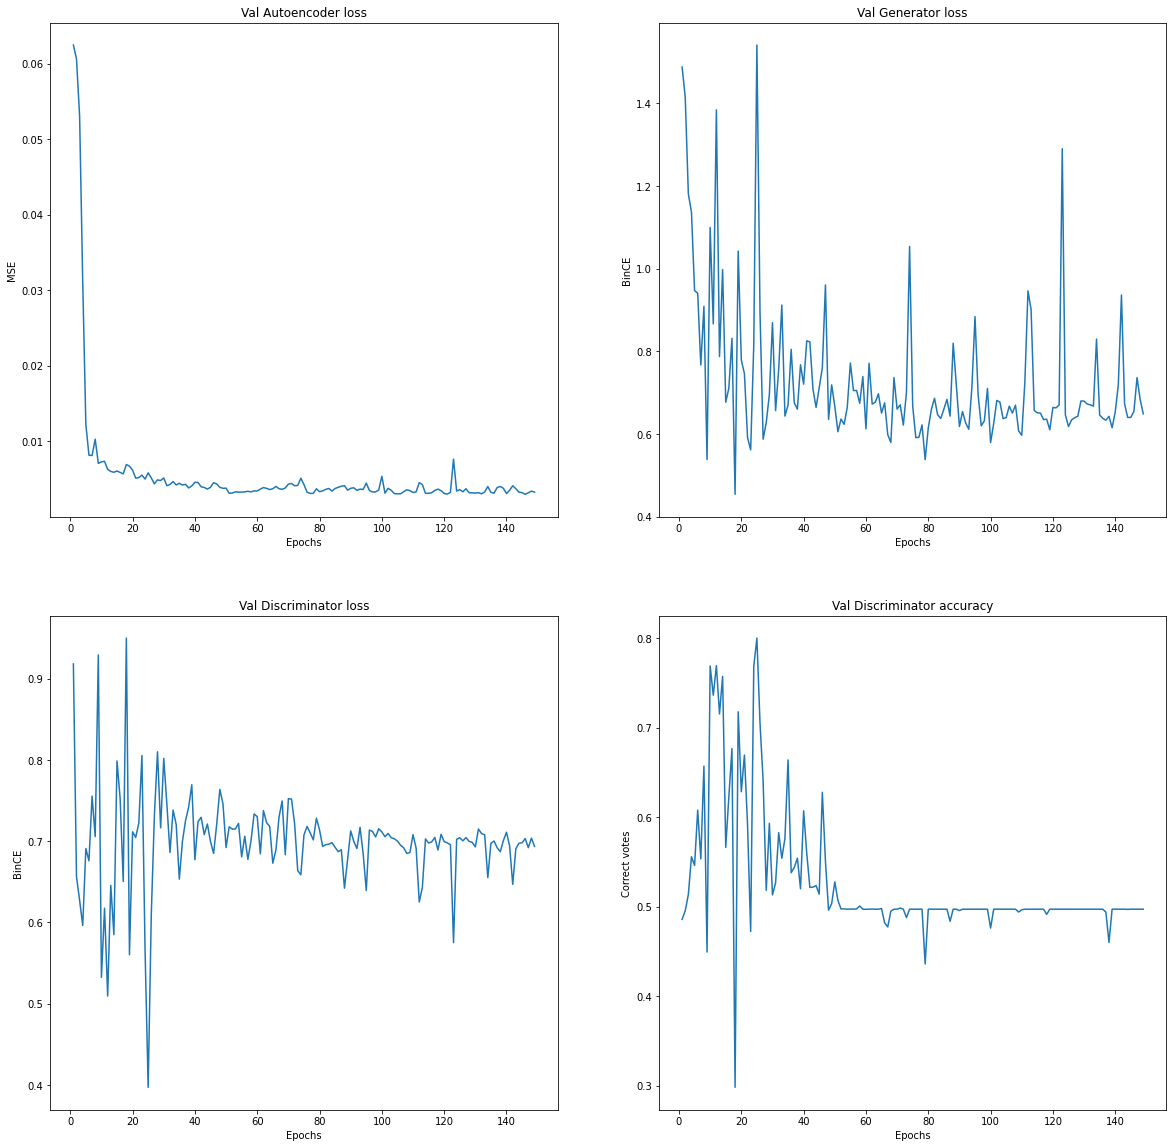 Val Autoencoder loss
MSE
0.06
0.05
0.04
0.03
0.02
0.01
0 20 40 60 80 100 120 140
Epochs
Val Generator loss
BinCE
1.4
1.2
1.0
0.8
0.6
0.4
0 20 40 60 80 100 120 140
Epochs
Val Discriminator loss
BinCE
0.9
0.8
0.7
0.6
0.5
0.4
0 20 40 60 80 100 120 140
Epochs
Val Discriminator accuracy
Correct votes
0.8
0.7
0.6
0.5
0.4
0.3
0 20 40 60 80 100 120 140
Epochs